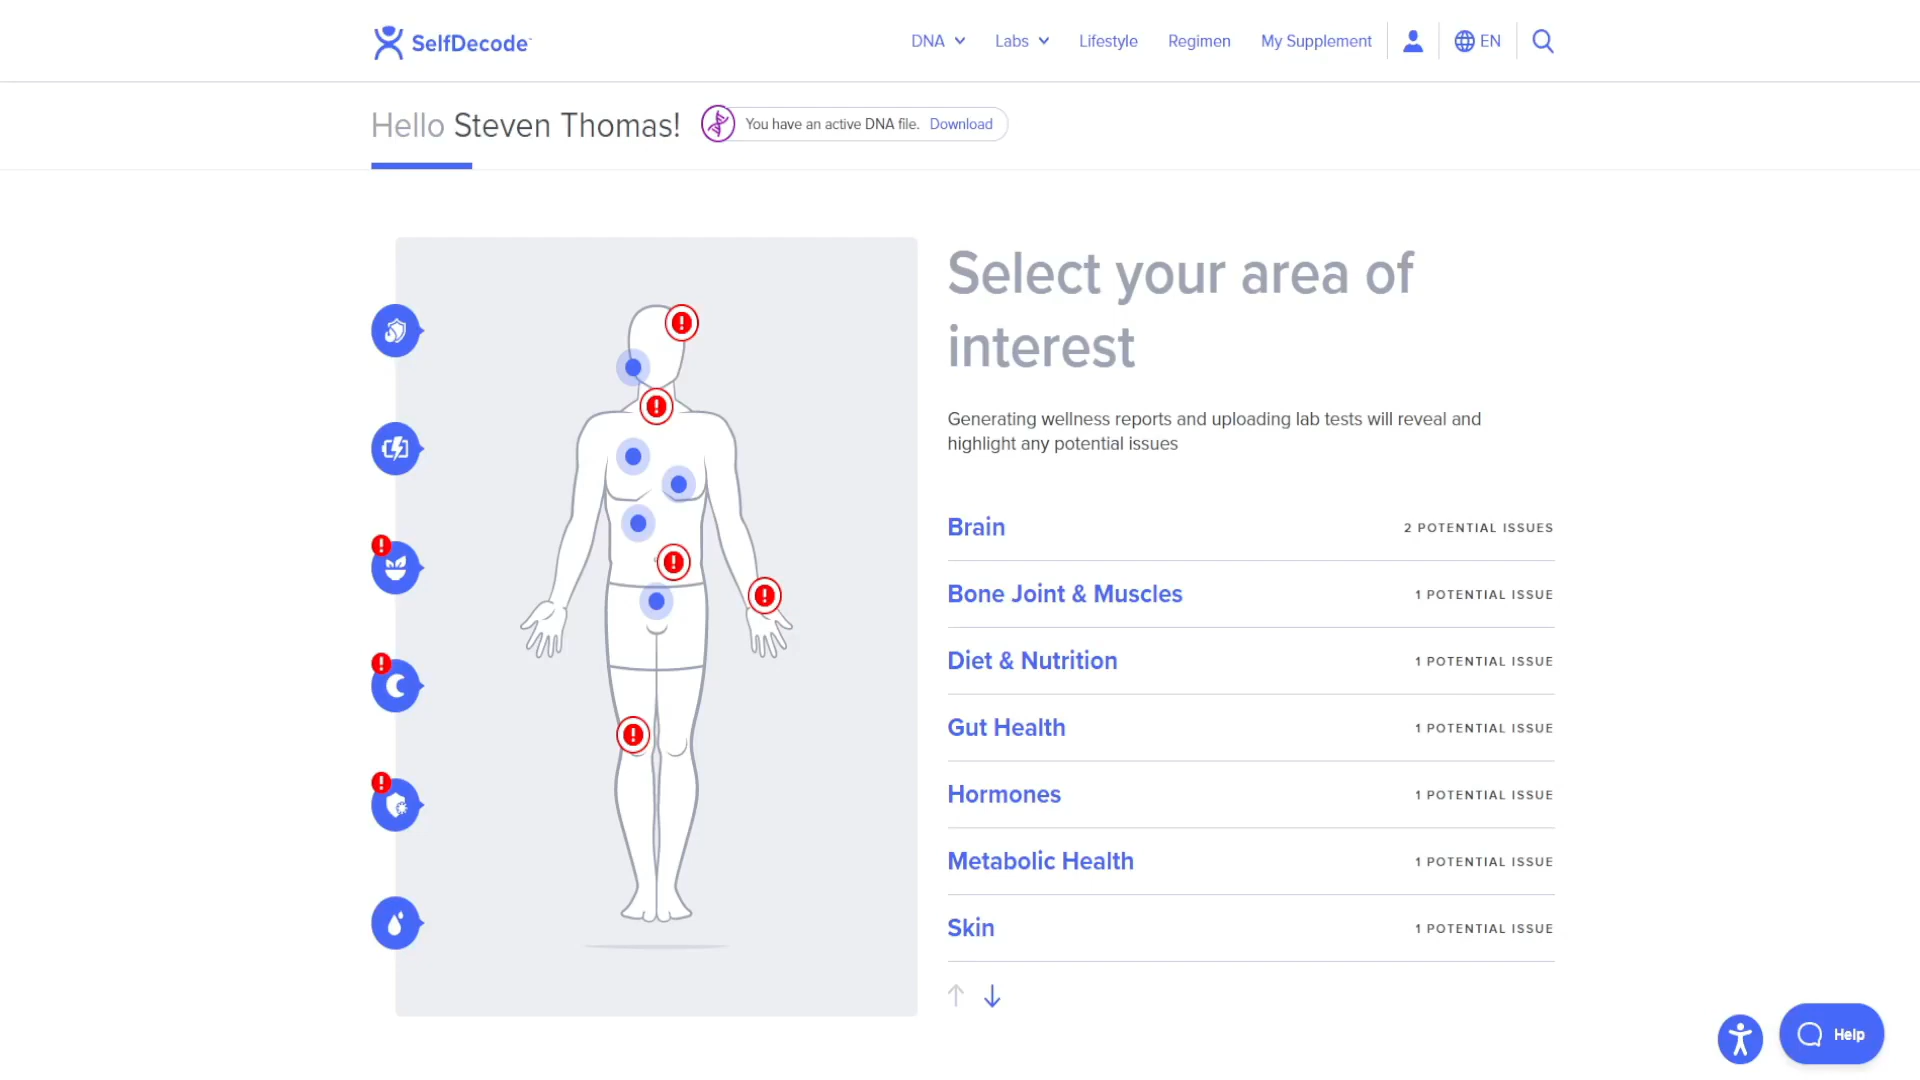 SelfDecode
DNA
Labs
Lifestyle
Regimen
My Supplement
EN
Hello Steven Thomas!
You have an active DNA file. Download
Select your area of
interest
Generating wellness reports and uploading lab tests will reveal and
highlight any potential issues
Brain
2 POTENTIAL ISSUES
Bone Joint & Muscles
1 POTENTIAL ISSUE
Diet & Nutrition
1 POTENTIAL ISSUE
Gut Health
1 POTENTIAL ISSUE
Hormones
1 POTENTIAL ISSUE
Metabolic Health
1 POTENTIAL ISSUE
Skin
1 POTENTIAL ISSUE
Help